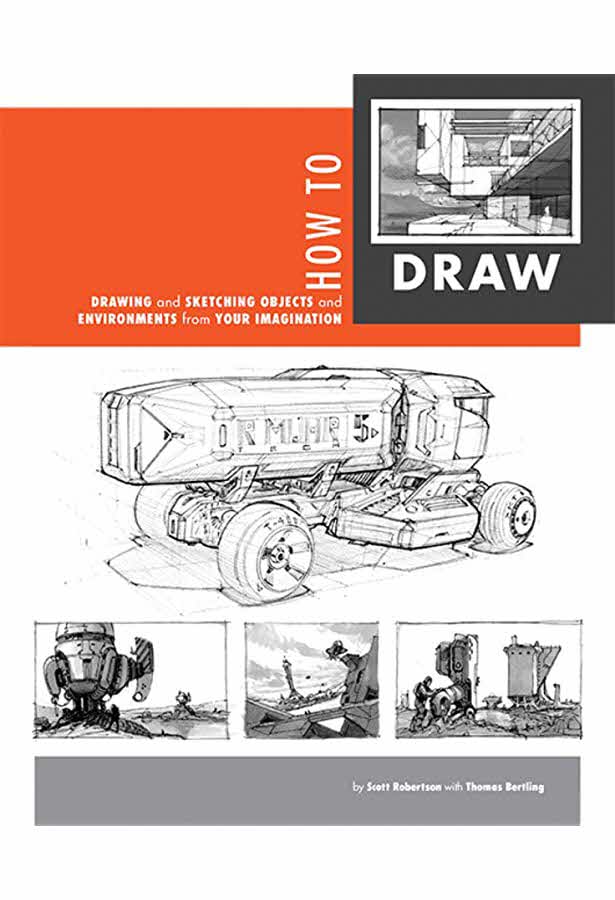 HOW TO
DRAW
DRAWING and SKETCHING OBJECTS and
ENVIRONMENTS from YOUR IMAGINATION
by Scott Robertson with Thomas Bertling